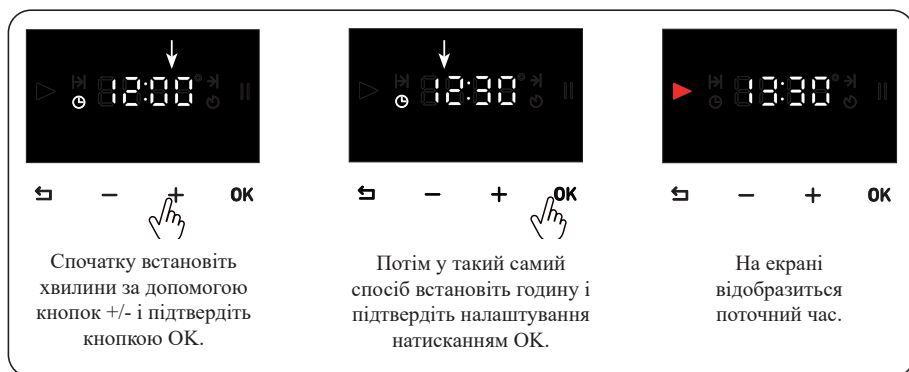 12:00
− + OK
Спочатку встановіть
хвилини за допомогою
кнопок +/- і підтвердіть
кнопкою OK.
12:30
− + OK
Потім у такий самий
спосіб встановіть годину і
підтвердіть налаштування
натисканням OK.
13:30
− + OK
На екрані
відобразиться
поточний час.